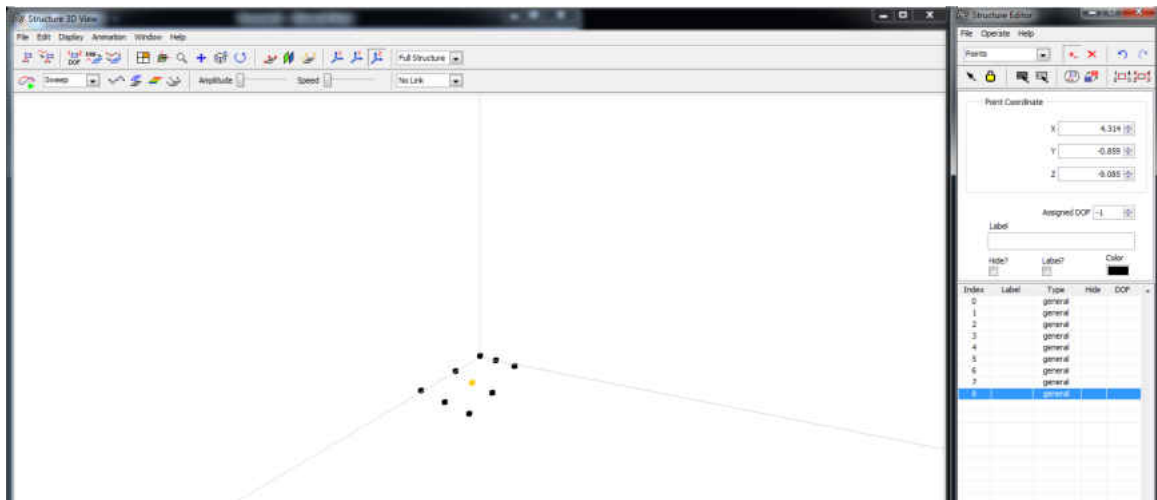 Structure 3D View
File Edit Display Animation Window Help
Full Structure
Sweep Amplitude Speed No Link
Structure Editor
File Operate Help
Points
Point Coordinate
X 4.314
Y -0.859
Z
Assigned DOF -1
Label
Hide? Label? Color
Index Label Type Hide DOF
0 general
1 general
2 general
3 general
4 general
5 general
6 general
7 general
8 general